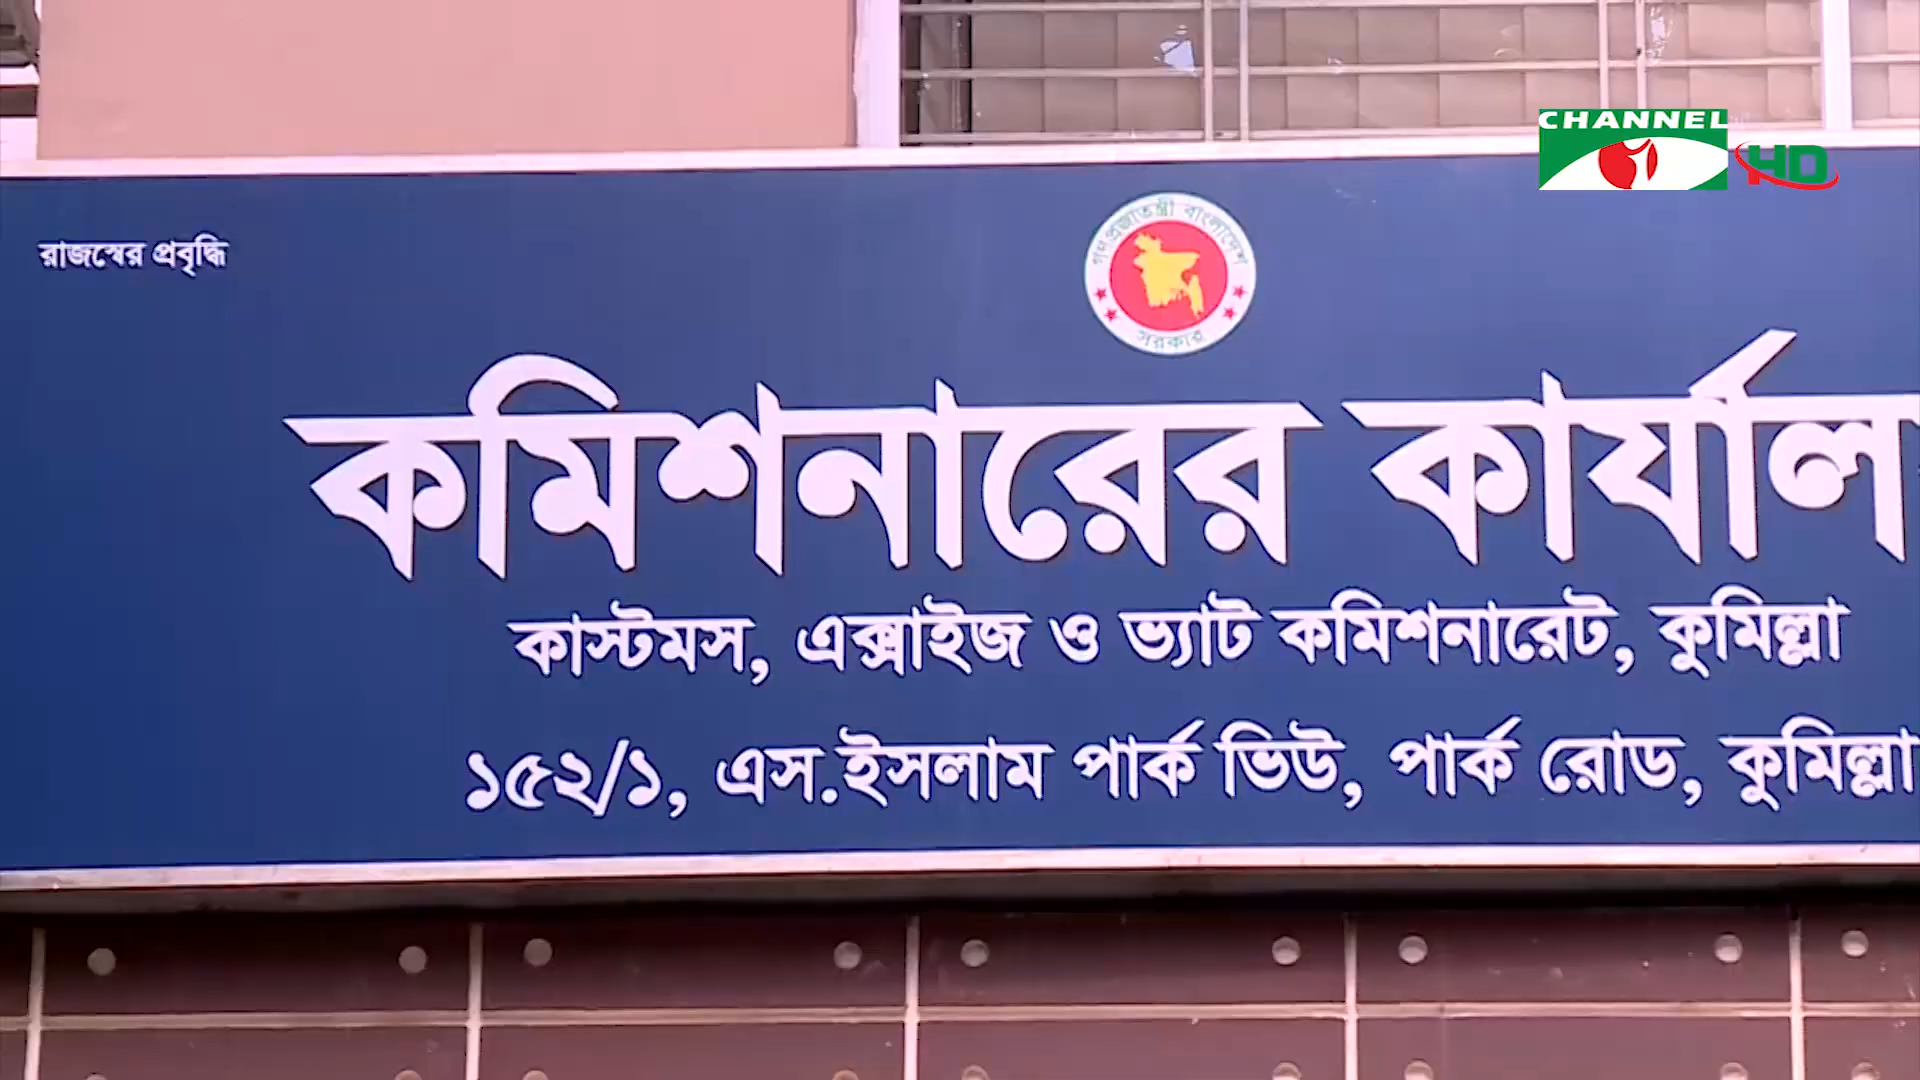 CHANNEL i HD
গণপ্রজাতন্ত্রী বাংলাদেশ
সরকার
রাজস্বের প্রবৃদ্ধি
কমিশনারের কার্যাল
কাস্টমস, এক্সাইজ ও ভ্যাট কমিশনারেট, কুমিল্লা
১৫২/১, এস.ইসলাম পার্ক ভিউ, পার্ক রোড, কুমিল্লা